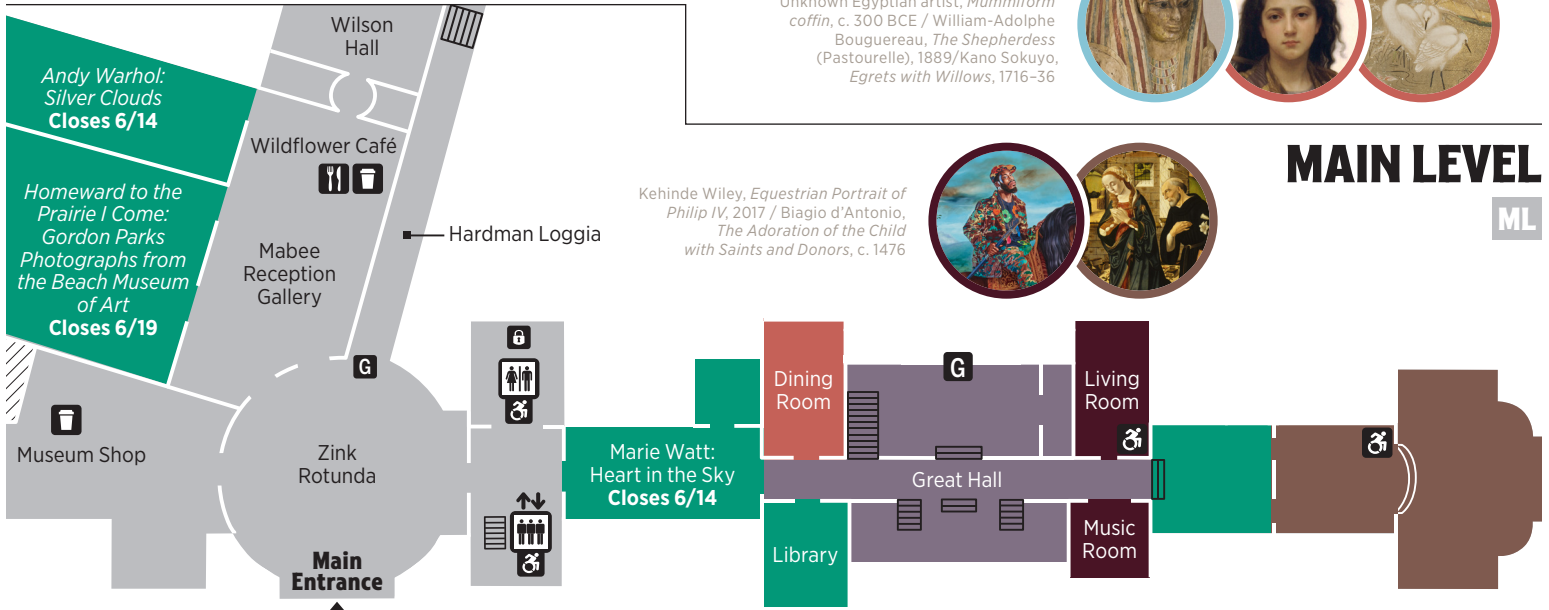 Unknown Egyptian artist, Mummiform
coffin, c. 300 BCE / William-Adolphe
Bouguereau, The Shepherdess
(Pastourelle), 1889/Kano Sokuyo,
Egrets with Willows, 1716–36
MAIN LEVEL
ML
Kehinde Wiley, Equestrian Portrait of
Philip IV, 2017 / Biagio d'Antonio,
The Adoration of the Child
with Saints and Donors, c. 1476
Wilson
Hall
Andy Warhol:
Silver Clouds
Closes 6/14
Wildflower Café
Homeward to the
Prairie I Come:
Gordon Parks
Photographs from
the Beach Museum
of Art
Closes 6/19
Hardman Loggia
Mabee
Reception
Gallery
G
Museum Shop
Zink
Rotunda
Main
Entrance
Marie Watt:
Heart in the Sky
Closes 6/14
Dining
Room
G
Living
Room
Great Hall
Library
Music
Room